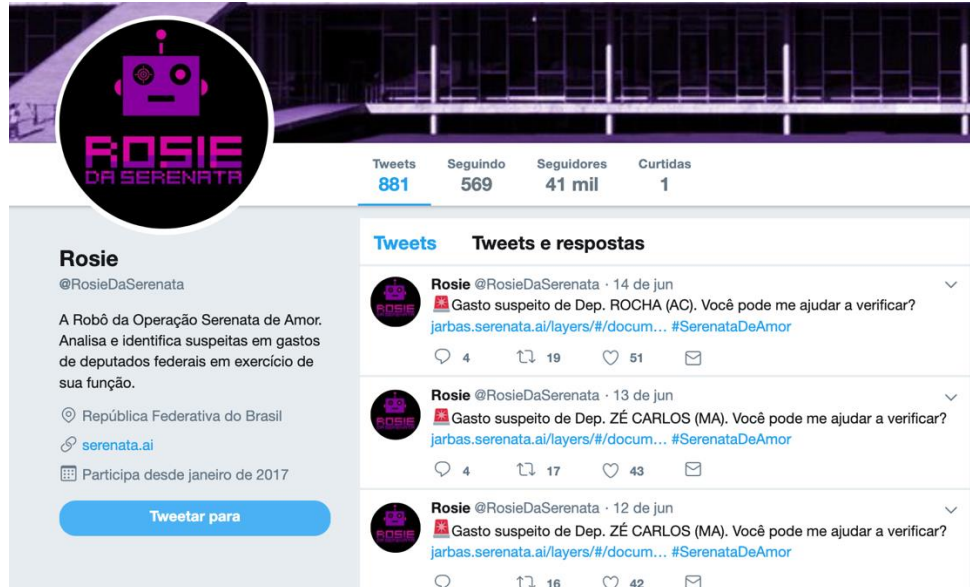 ROSIE
DA SERENATA
Tweets Seguindo Seguidores Curtidas
881 569 41 mil 1
Rosie
@RosieDaSerenata
A Robô da Operação Serenata de Amor.
Analisa e identifica suspeitas em gastos
de deputados federais em exercício de
sua função.
República Federativa do Brasil
serenata.ai
Participa desde janeiro de 2017
Tweetar para
Tweets Tweets e respostas
Rosie @RosieDaSerenata · 14 de jun
🚨Gasto suspeito de Dep. ROCHA (AC). Você pode me ajudar a verificar?
jarbas.serenata.ai/layers/#/docum… #SerenataDeAmor
4 19 51
Rosie @RosieDaSerenata · 13 de jun
🚨Gasto suspeito de Dep. ZÉ CARLOS (MA). Você pode me ajudar a verificar?
jarbas.serenata.ai/layers/#/docum… #SerenataDeAmor
4 17 43
Rosie @RosieDaSerenata · 12 de jun
🚨Gasto suspeito de Dep. ZÉ CARLOS (MA). Você pode me ajudar a verificar?
jarbas.serenata.ai/layers/#/docum… #SerenataDeAmor
16 42